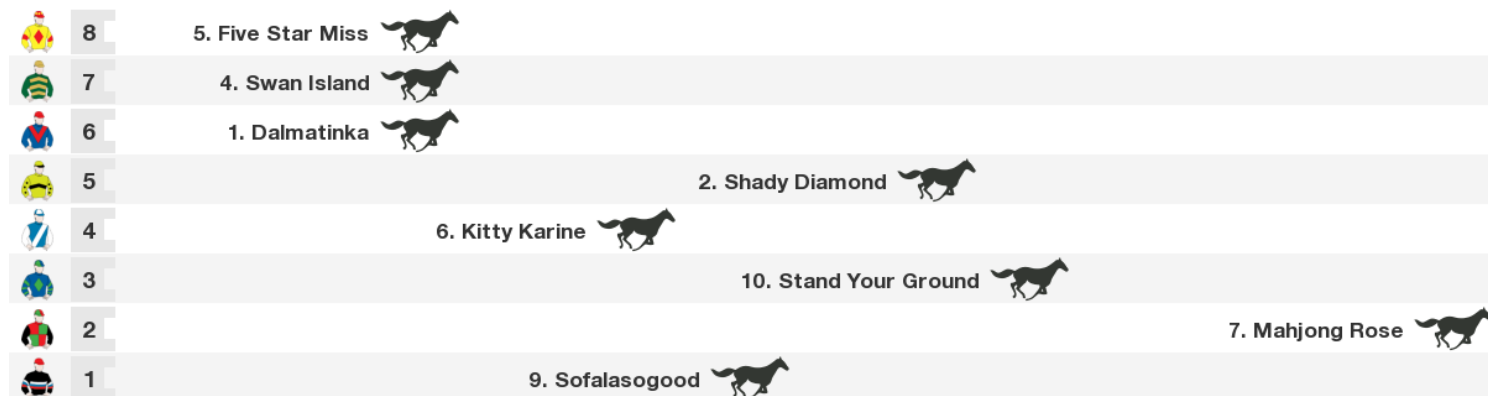 8 5. Five Star Miss
7 4. Swan Island
6 1. Dalmatinka
5 2. Shady Diamond
4 6. Kitty Karine
3 10. Stand Your Ground
2 7. Mahjong Rose
1 9. Sofalasogood